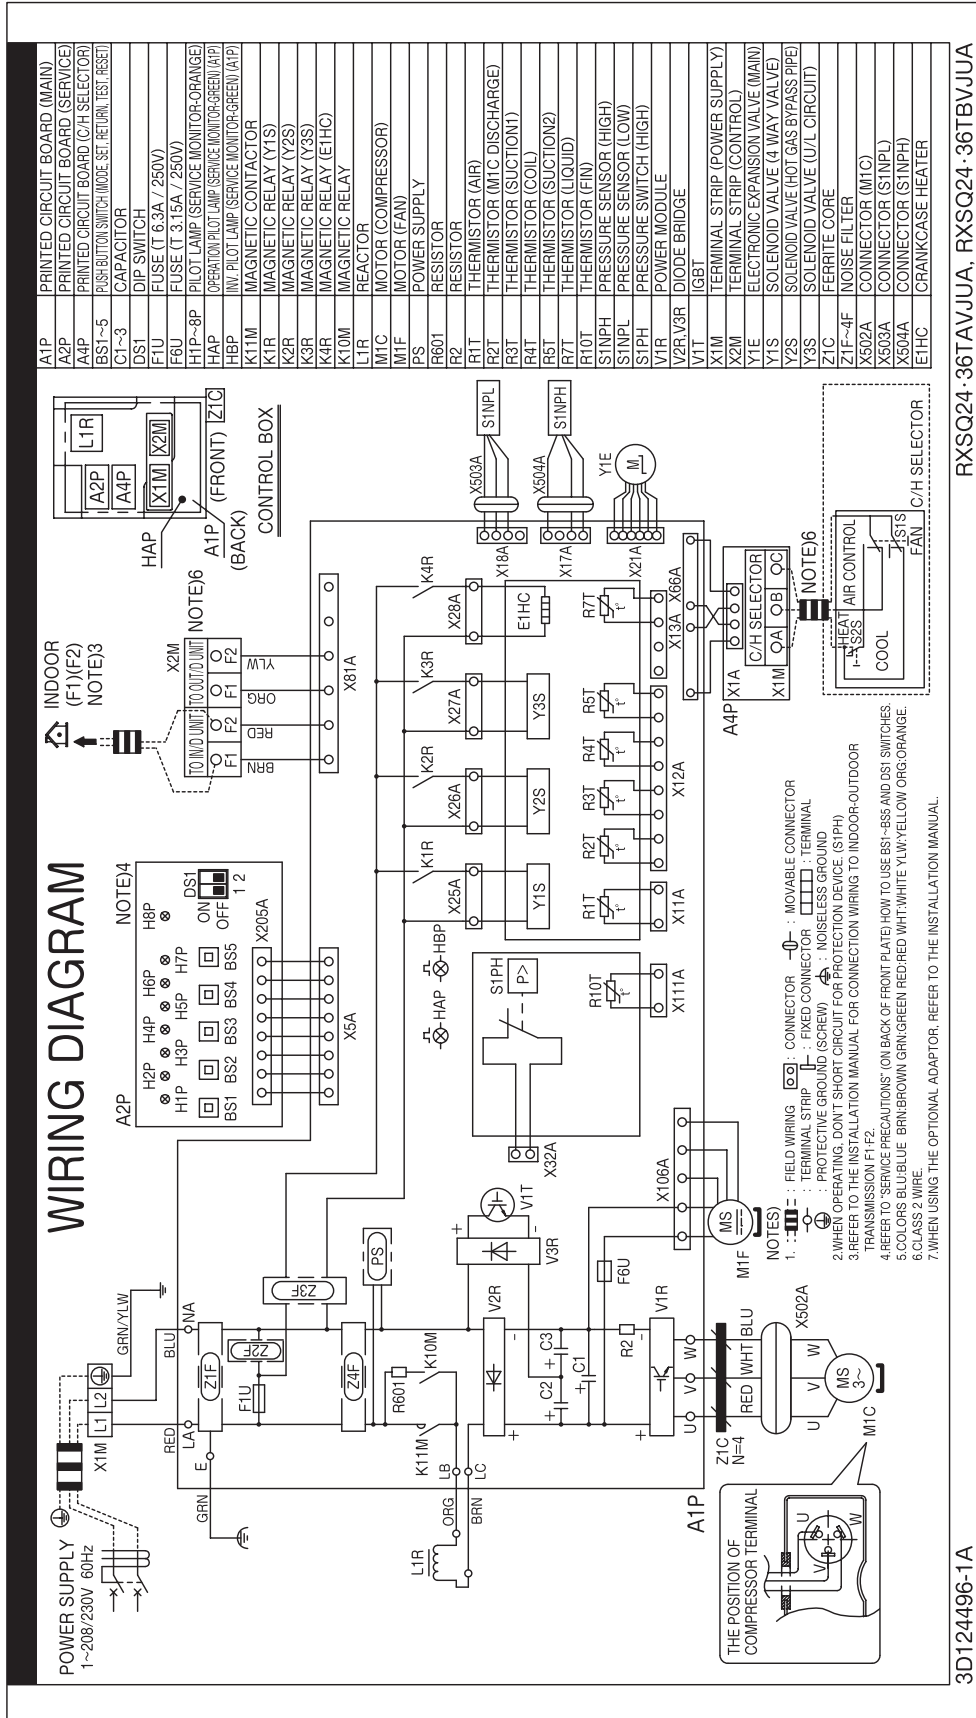 WIRING DIAGRAM
POWER SUPPLY
1~208/230V 60Hz
X1M
L1
L2
GRN/YLW
RED
BLU
LA
NA
E
GRN
Z1F
Z2F
F1U
Z3F
Z4F
PS
R601
K10M
K11M
LB
LC
ORG
BRN
L1R
V2R
V3R
V1T
+
-
+
-
C2
C3
C1
+
+
+
F6U
R2
V1R
+
-
U
V
W
Z1C
N=4
RED
WHT
BLU
X502A
U
V
W
MS
3~
M1C
A1P
THE POSITION OF
COMPRESSOR TERMINAL
U
V
W
X106A
MS
M1F
A2P
NOTE)4
H1P
H2P
H3P
H4P
H5P
H6P
H7P
H8P
BS1
BS2
BS3
BS4
BS5
DS1
ON
OFF
1 2
X205A
X5A
INDOOR
(F1)(F2)
NOTE)3
X2M
NOTE)6
TO IN/D UNIT
TO OUT/D UNIT
F1
F2
F1
F2
BRN
RED
ORG
YLW
X81A
HAP
HBP
K1R
K2R
K3R
K4R
X25A
X26A
X27A
X28A
Y1S
Y2S
Y3S
E1HC
S1PH
P>
X32A
R10T
t°
X111A
R1T
t°
R2T
t°
R3T
t°
R4T
t°
R5T
t°
R7T
t°
X11A
X12A
X13A
X66A
X18A
X503A
S1NPL
X17A
X504A
S1NPH
X21A
Y1E
M
A4P
X1A
C/H SELECTOR
X1M
A
B
C
NOTE)6
HEAT
S2S
COOL
AIR CONTROL
S1S
FAN
C/H SELECTOR
HAP
A1P
(BACK)
A2P
A4P
L1R
X1M
X2M
(FRONT)
Z1C
CONTROL BOX
NOTES)
1. : FIELD WIRING : CONNECTOR : MOVABLE CONNECTOR
: TERMINAL STRIP : FIXED CONNECTOR : TERMINAL
: PROTECTIVE GROUND (SCREW) : NOISELESS GROUND
2.WHEN OPERATING, DON'T SHORT CIRCUIT FOR PROTECTION DEVICE. (S1PH)
3.REFER TO THE INSTALLATION MANUAL FOR CONNECTION WIRING TO INDOOR-OUTDOOR
TRANSMISSION F1·F2.
4.REFER TO "SERVICE PRECAUTIONS" (ON BACK OF FRONT PLATE) HOW TO USE BS1~BS5 AND DS1 SWITCHES.
5.COLORS BLU:BLUE BRN:BROWN GRN:GREEN RED:RED WHT:WHITE YLW:YELLOW ORG:ORANGE.
6.CLASS 2 WIRE.
7.WHEN USING THE OPTIONAL ADAPTOR, REFER TO THE INSTALLATION MANUAL.
A1P PRINTED CIRCUIT BOARD (MAIN)
A2P PRINTED CIRCUIT BOARD (SERVICE)
A4P PRINTED CIRCUIT BOARD (C/H SELECTOR)
BS1~5 PUSH BUTTON SWITCH (MODE, SET, RETURN, TEST, RESET)
C1~3 CAPACITOR
DS1 DIP SWITCH
F1U FUSE (T 6.3A / 250V)
F6U FUSE (T 3.15A / 250V)
H1P~8P PILOT LAMP (SERVICE MONITOR-ORANGE)
HAP OPERATION PILOT LAMP (SERVICE MONITOR-GREEN) (A1P)
HBP INV. PILOT LAMP (SERVICE MONITOR-GREEN) (A1P)
K11M MAGNETIC CONTACTOR
K1R MAGNETIC RELAY (Y1S)
K2R MAGNETIC RELAY (Y2S)
K3R MAGNETIC RELAY (Y3S)
K4R MAGNETIC RELAY (E1HC)
K10M MAGNETIC RELAY
L1R REACTOR
M1C MOTOR (COMPRESSOR)
M1F MOTOR (FAN)
PS POWER SUPPLY
R601 RESISTOR
R2 RESISTOR
R1T THERMISTOR (AIR)
R2T THERMISTOR (M1C DISCHARGE)
R3T THERMISTOR (SUCTION1)
R4T THERMISTOR (COIL)
R5T THERMISTOR (SUCTION2)
R7T THERMISTOR (LIQUID)
R10T THERMISTOR (FIN)
S1NPH PRESSURE SENSOR (HIGH)
S1NPL PRESSURE SENSOR (LOW)
S1PH PRESSURE SWITCH (HIGH)
V1R POWER MODULE
V2R,V3R DIODE BRIDGE
V1T IGBT
X1M TERMINAL STRIP (POWER SUPPLY)
X2M TERMINAL STRIP (CONTROL)
Y1E ELECTRONIC EXPANSION VALVE (MAIN)
Y1S SOLENOID VALVE (4 WAY VALVE)
Y2S SOLENOID VALVE (HOT GAS BYPASS PIPE)
Y3S SOLENOID VALVE (U/L CIRCUIT)
Z1C FERRITE CORE
Z1F~4F NOISE FILTER
X502A CONNECTOR (M1C)
X503A CONNECTOR (S1NPL)
X504A CONNECTOR (S1NPH)
E1HC CRANKCASE HEATER
3D124496-1A
RXSQ24·36TAVJUA, RXSQ24·36TBVJUA